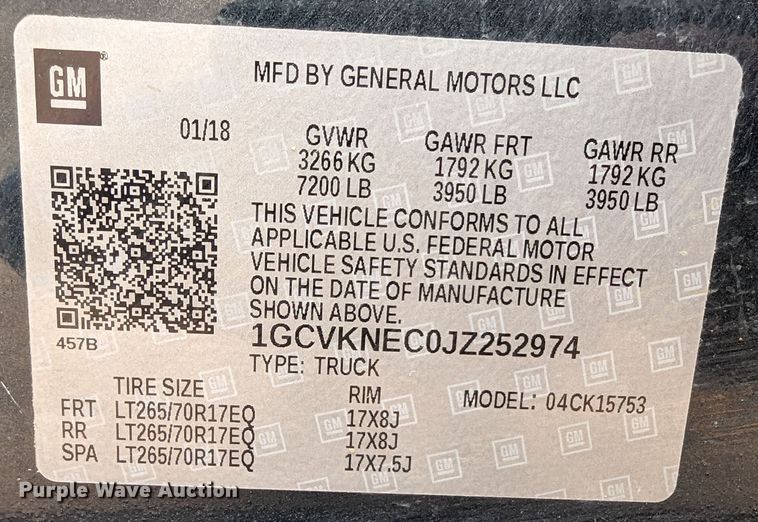 GM
MFD BY GENERAL MOTORS LLC
01/18 GVWR GAWR FRT GAWR RR
3266 KG 1792 KG 1792 KG
7200 LB 3950 LB 3950 LB
THIS VEHICLE CONFORMS TO ALL
APPLICABLE U.S. FEDERAL MOTOR
VEHICLE SAFETY STANDARDS IN EFFECT
ON THE DATE OF MANUFACTURE
SHOWN ABOVE.
457B
1GCVKNEC0JZ252974
TYPE: TRUCK
TIRE SIZE RIM MODEL: 04CK15753
FRT LT265/70R17EQ 17X8J
RR LT265/70R17EQ 17X8J
SPA LT265/70R17EQ 17X7.5J
Purple Wave Auction